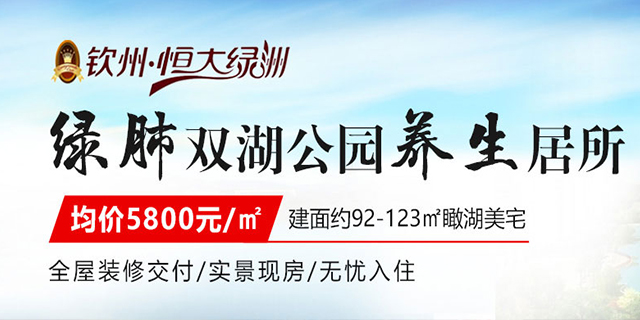 钦州·恒大绿洲
绿肺双湖公园养生居所
均价5800元/㎡ 建面约92-123㎡瞰湖美宅
全屋装修交付/实景现房/无忧入住